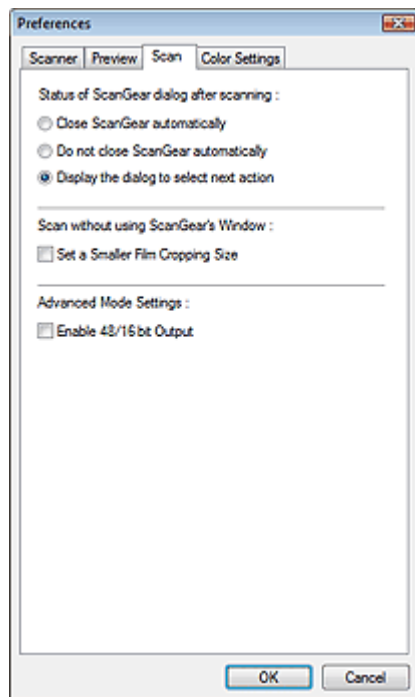 Preferences
Scanner Preview Scan Color Settings
Status of ScanGear dialog after scanning :
Close ScanGear automatically
Do not close ScanGear automatically
Display the dialog to select next action
Scan without using ScanGear's Window :
Set a Smaller Film Cropping Size
Advanced Mode Settings :
Enable 48/16 bit Output
OK Cancel